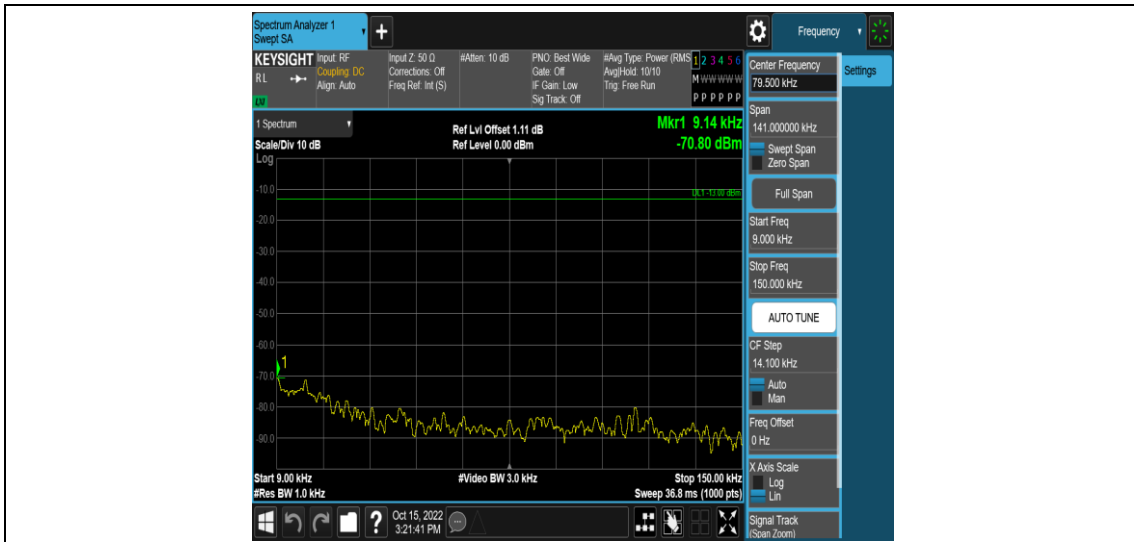 Spectrum Analyzer 1
Swept SA
+
Frequency
KEYSIGHT
RL
LXI
Input: RF
Coupling: DC
Align: Auto
Input Z: 50 Ω
Corrections: Off
Freq Ref: Int (S)
#Atten: 10 dB
PNO: Best Wide
Gate: Off
IF Gain: Low
Sig Track: Off
#Avg Type: Power (RMS
Avg|Hold: 10/10
Trig: Free Run
1 2 3 4 5 6
M W W W W W
P P P P P P
1 Spectrum
Scale/Div 10 dB
Log
Ref Lvl Offset 1.11 dB
Ref Level 0.00 dBm
Mkr1 9.14 kHz
-70.80 dBm
DL1 -13.00 dBm
-10.0
-20.0
-30.0
-40.0
-50.0
-60.0
-70.0
-80.0
-90.0
1
Start 9.00 kHz
#Res BW 1.0 kHz
#Video BW 3.0 kHz
Stop 150.00 kHz
Sweep 36.8 ms (1000 pts)
?
Oct 15, 2022
3:21:41 PM
Center Frequency
79.500 kHz
Settings
Span
141.000000 kHz
Swept Span
Zero Span
Full Span
Start Freq
9.000 kHz
Stop Freq
150.000 kHz
AUTO TUNE
CF Step
14.100 kHz
Auto
Man
Freq Offset
0 Hz
X Axis Scale
Log
Lin
Signal Track
(Span Zoom)